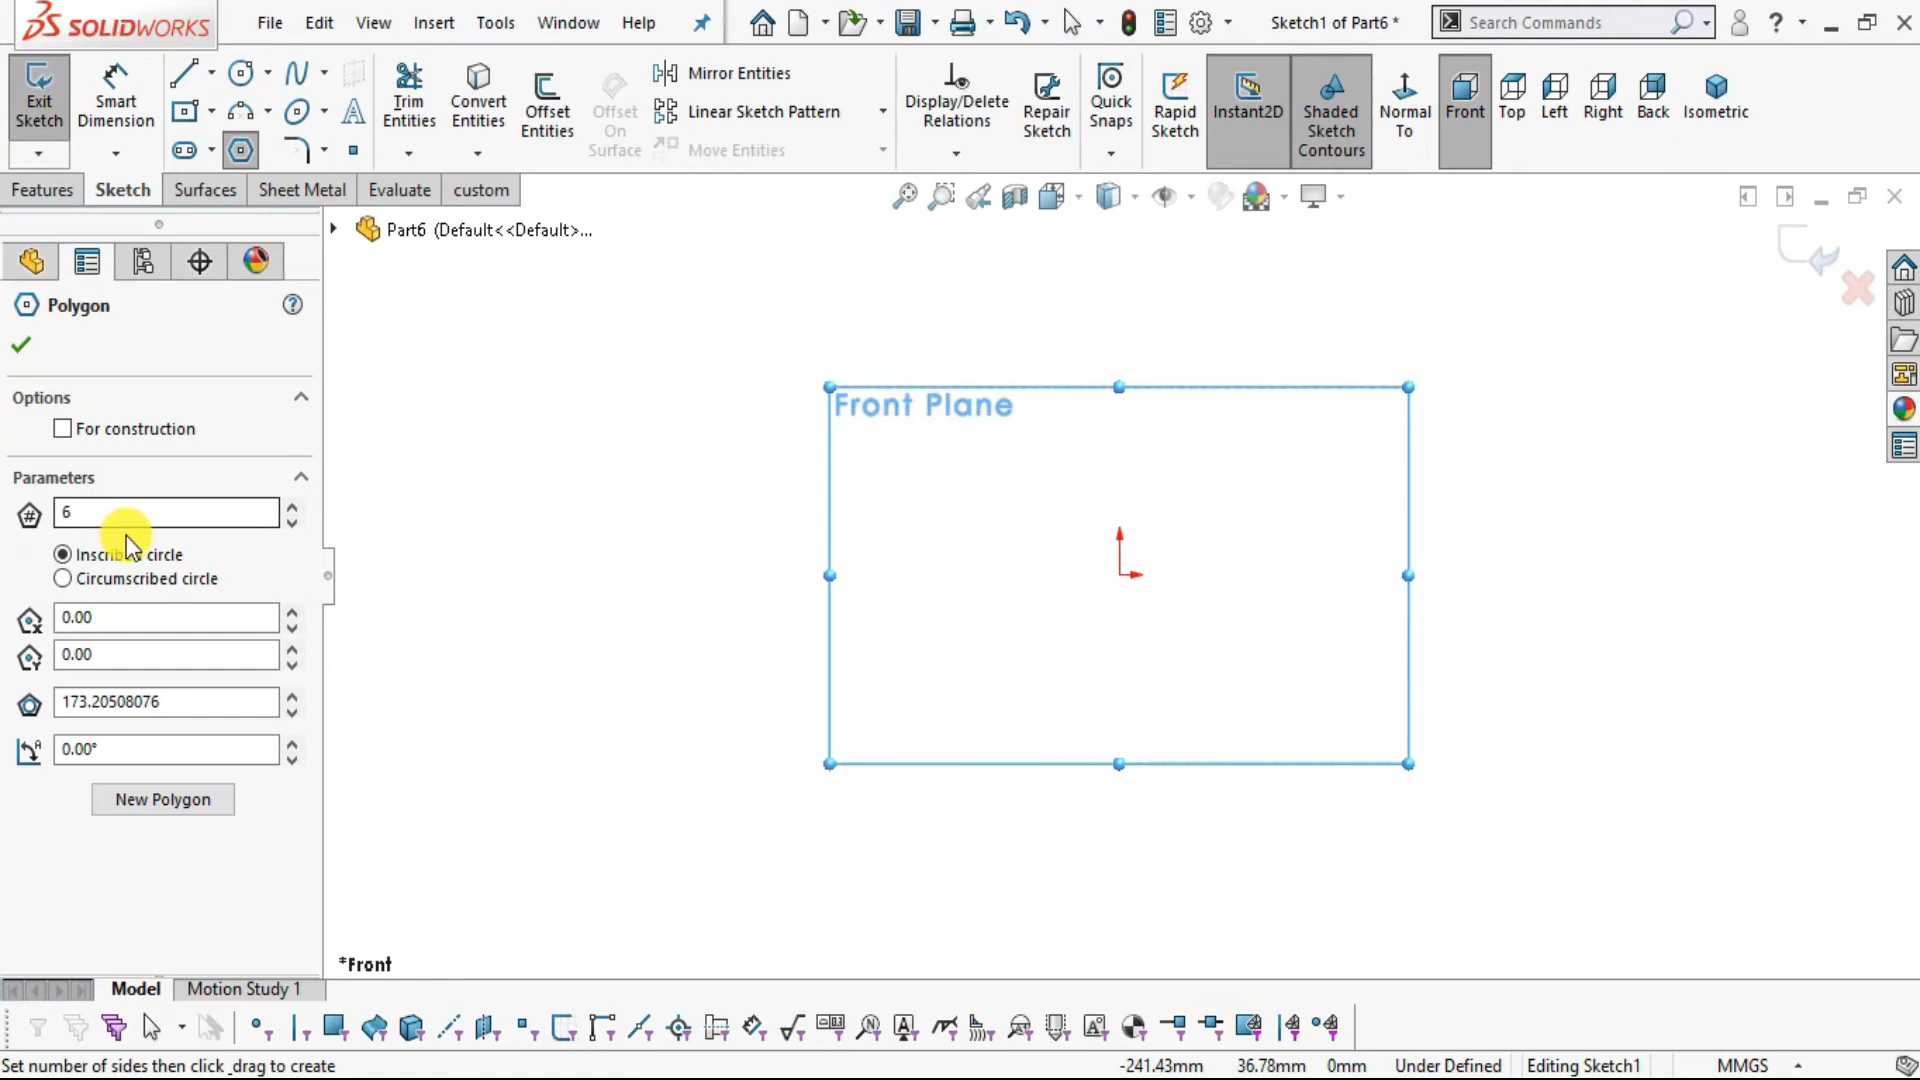 SOLIDWORKS File Edit View Insert Tools Window Help Sketch1 of Part6 * Search Commands
Exit Sketch Smart Dimension Trim Entities Convert Entities Offset Entities Offset On Surface Mirror Entities Linear Sketch Pattern Move Entities Display/Delete Relations Repair Sketch Quick Snaps Rapid Sketch Instant2D Shaded Sketch Contours Normal To Front Top Left Right Back Isometric
Features Sketch Surfaces Sheet Metal Evaluate custom
Part6 (Default<<Default>...
Polygon
Options
For construction
Parameters
6
circle
Circumscribed circle
0.00
0.00
173.20508076
0.00°
New Polygon
Front Plane
*Front
Model Motion Study 1
Set number of sides then click _drag to create -241.43mm 36.78mm 0mm Under Defined Editing Sketch1 MMGS